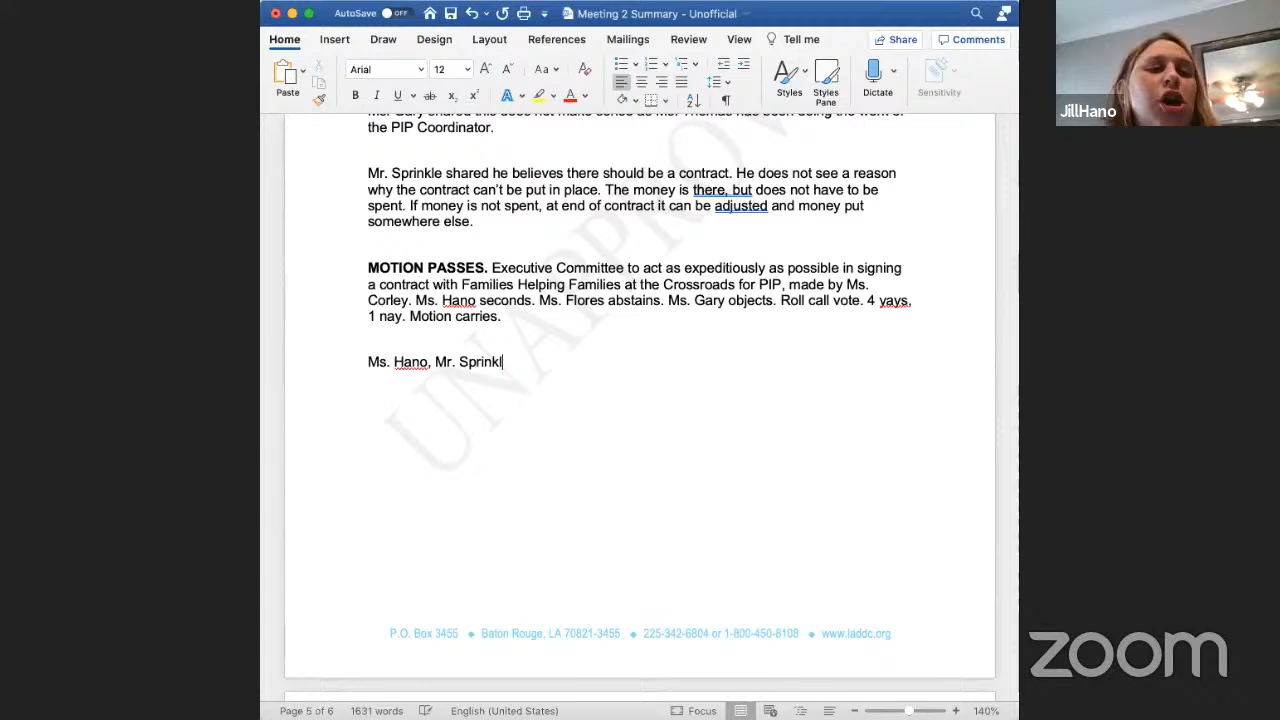 AutoSave OFF Meeting 2 Summary - Unofficial
Home Insert Draw Design Layout References Mailings Review View Tell me Share Comments
Paste Arial 12 Styles Styles Pane Dictate Sensitivity
JillHano
the PIP Coordinator.
Mr. Sprinkle shared he believes there should be a contract. He does not see a reason
why the contract can't be put in place. The money is there, but does not have to be
spent. If money is not spent, at end of contract it can be adjusted and money put
somewhere else.
MOTION PASSES. Executive Committee to act as expeditiously as possible in signing
a contract with Families Helping Families at the Crossroads for PIP, made by Ms.
Corley. Ms. Hano seconds. Ms. Flores abstains. Ms. Gary objects. Roll call vote. 4 yays,
1 nay. Motion carries.
Ms. Hano, Mr. Sprinkl
P.O. Box 3455 ◆ Baton Rouge, LA 70821-3455 ◆ 225-342-6804 or 1-800-450-8108 ◆ www.laddc.org
zoom
Page 5 of 6 1631 words English (United States) Focus 140%